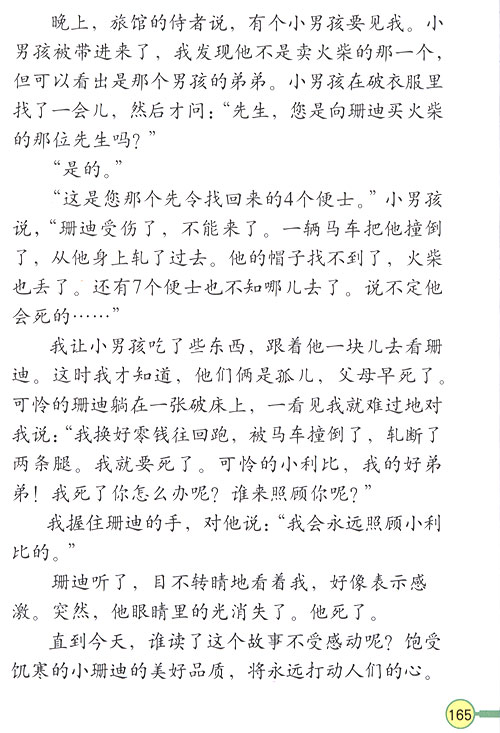 晚上，旅馆的侍者说，有个小男孩要见我。小
男孩被带进来了，我发现他不是卖火柴的那一个，
但可以看出是那个男孩的弟弟。小男孩在破衣服里
找了一会儿，然后才问：“先生，您是向珊迪买火柴
的那位先生吗？”
“是的。”
“这是您那个先令找回来的4个便士。”小男孩
说，“珊迪受伤了，不能来了。一辆马车把他撞倒
了，从他身上轧了过去。他的帽子找不到了，火柴
也丢了。还有7个便士也不知哪儿去了。说不定他
会死的……”
我让小男孩吃了些东西，跟着他一块儿去看珊
迪。这时我才知道，他们俩是孤儿，父母早死了。
可怜的珊迪躺在一张破床上，一看见我就难过地对
我说：“我换好零钱往回跑，被马车撞倒了，轧断了
两条腿。我就要死了。可怜的小利比，我的好弟
弟！我死了你怎么办呢？谁来照顾你呢？”
我握住珊迪的手，对他说：“我会永远照顾小利
比的。”
珊迪听了，目不转睛地看着我，好像表示感
激。突然，他眼睛里的光消失了。他死了。
直到今天，谁读了这个故事不受感动呢？饱受
饥寒的小珊迪的美好品质，将永远打动人们的心。
165